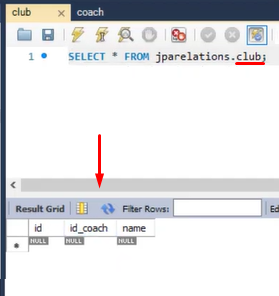 club × coach
1 SELECT * FROM jparelations.club;
Result Grid Filter Rows: Ed
id id_coach name
NULL NULL NULL